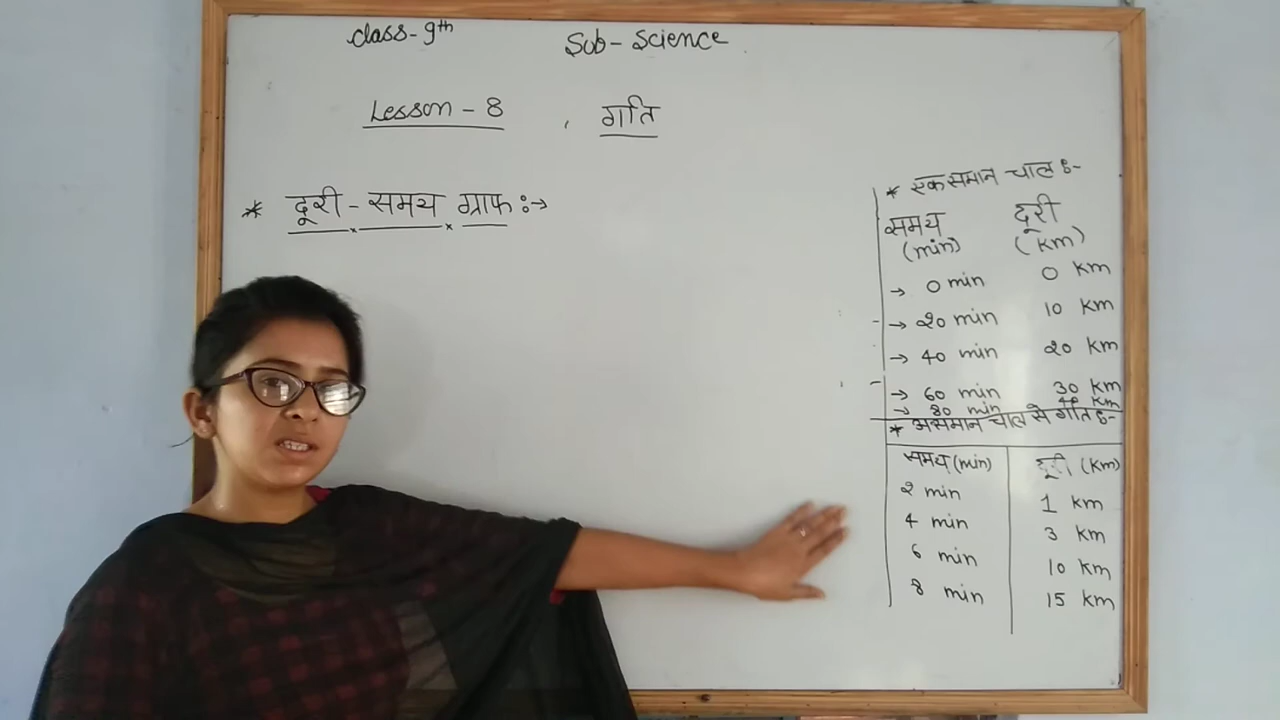 class-9th Sub-Science
Lesson-8, गति
* दूरी-समय ग्राफ:→
* एकसमान चाल:-
समय दूरी
(min) (km)
→ 0 min 0 km
→ 20 min 10 km
→ 40 min 20 km
→ 60 min 30 km
→ 80 min 40 km
* असमान चाल से गति:-
समय(min) दूरी (km)
2 min 1 km
4 min 3 km
6 min 10 km
8 min 15 km